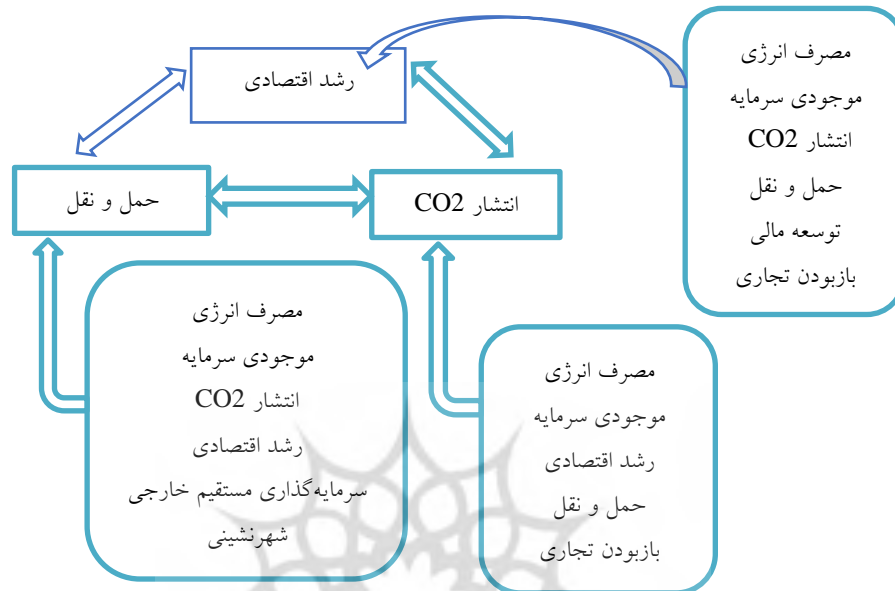 رشد اقتصادی
حمل و نقل
انتشار CO2
مصرف انرژی
موجودی سرمایه
انتشار CO2
حمل و نقل
توسعه مالی
بازبودن تجاری
مصرف انرژی
موجودی سرمایه
انتشار CO2
رشد اقتصادی
سرمایه‌گذاری مستقیم خارجی
شهرنشینی
مصرف انرژی
موجودی سرمایه
رشد اقتصادی
حمل و نقل
بازبودن تجاری